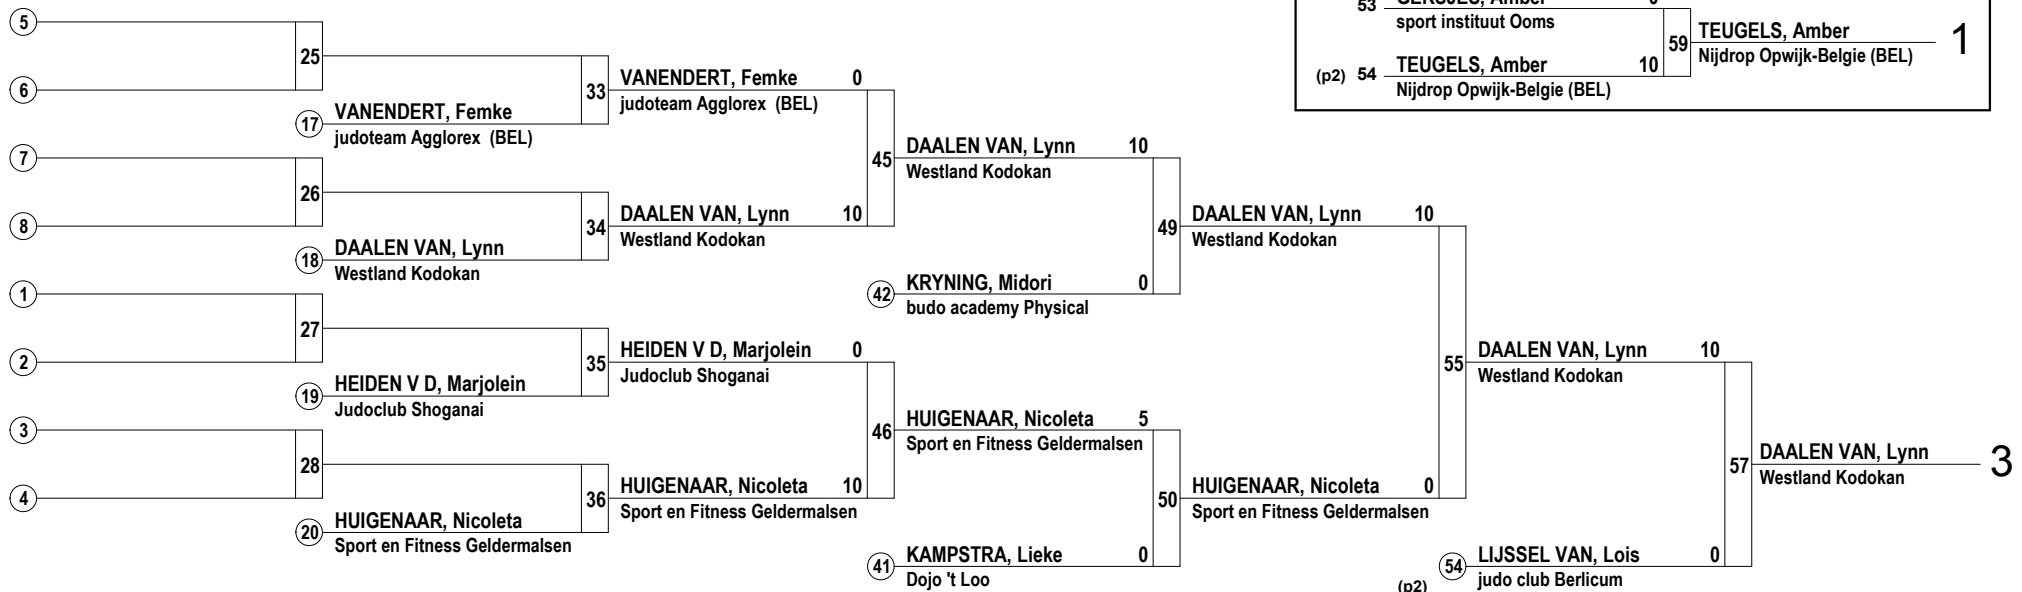 53 GERSJES, Amber 0
sport instituut Ooms
59 TEUGELS, Amber 1
Nijdrop Opwijk-Belgie (BEL)
(p2) 54 TEUGELS, Amber 10
Nijdrop Opwijk-Belgie (BEL)
5
25
6
33 VANENDERT, Femke 0
judoteam Agglorex (BEL)
17 VANENDERT, Femke
judoteam Agglorex (BEL)
7
45 DAALEN VAN, Lynn 10
Westland Kodokan
26
8
34 DAALEN VAN, Lynn 10
Westland Kodokan
49 DAALEN VAN, Lynn 10
Westland Kodokan
18 DAALEN VAN, Lynn
Westland Kodokan
1
42 KRYNING, Midori 0
budo academy Physical
27
2
35 HEIDEN V D, Marjolein 0
Judoclub Shoganai
55 DAALEN VAN, Lynn 10
Westland Kodokan
19 HEIDEN V D, Marjolein
Judoclub Shoganai
3
46 HUIGENAAR, Nicoleta 5
Sport en Fitness Geldermalsen
28
57 DAALEN VAN, Lynn 3
Westland Kodokan
4
36 HUIGENAAR, Nicoleta 10
Sport en Fitness Geldermalsen
50 HUIGENAAR, Nicoleta 0
Sport en Fitness Geldermalsen
20 HUIGENAAR, Nicoleta
Sport en Fitness Geldermalsen
41 KAMPSTRA, Lieke 0
Dojo 't Loo
(p2) 54 LIJSSEL VAN, Lois 0
judo club Berlicum